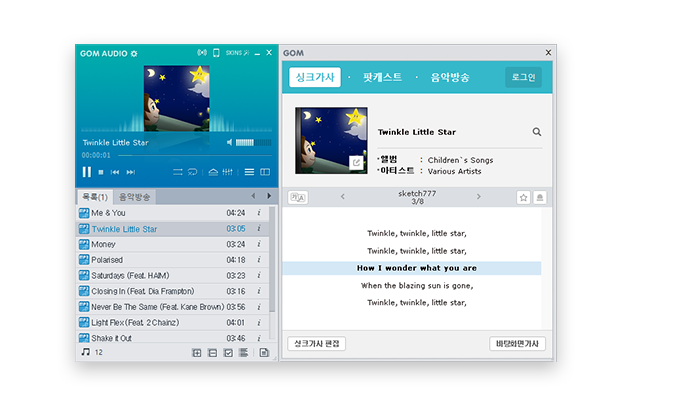 GOM AUDIO
SKINS
Twinkle Little Star
00:00:01
목록(1) 음악방송
Me & You 04:24 i
Twinkle Little Star 03:05 i
Money 03:24 i
Polarised 04:18 i
Saturdays (Feat. HAIM) 03:23 i
Closing In (Feat. Dia Frampton) 03:16 i
Never Be The Same (Feat. Kane Brown) 03:56 i
Light Flex (Feat. 2 Chainz) 04:01 i
Shake it Out 03:46 i
12
GOM
싱크가사 · 팟캐스트 · 음악방송 로그인
Twinkle Little Star
·앨범 : Children`s Songs
·아티스트 : Various Artists
sketch777
3/8
Twinkle, twinkle, little star,
Twinkle, twinkle, little star,
How I wonder what you are
When the blazing sun is gone,
Twinkle, twinkle, little star,
싱크가사 편집 바탕화면가사